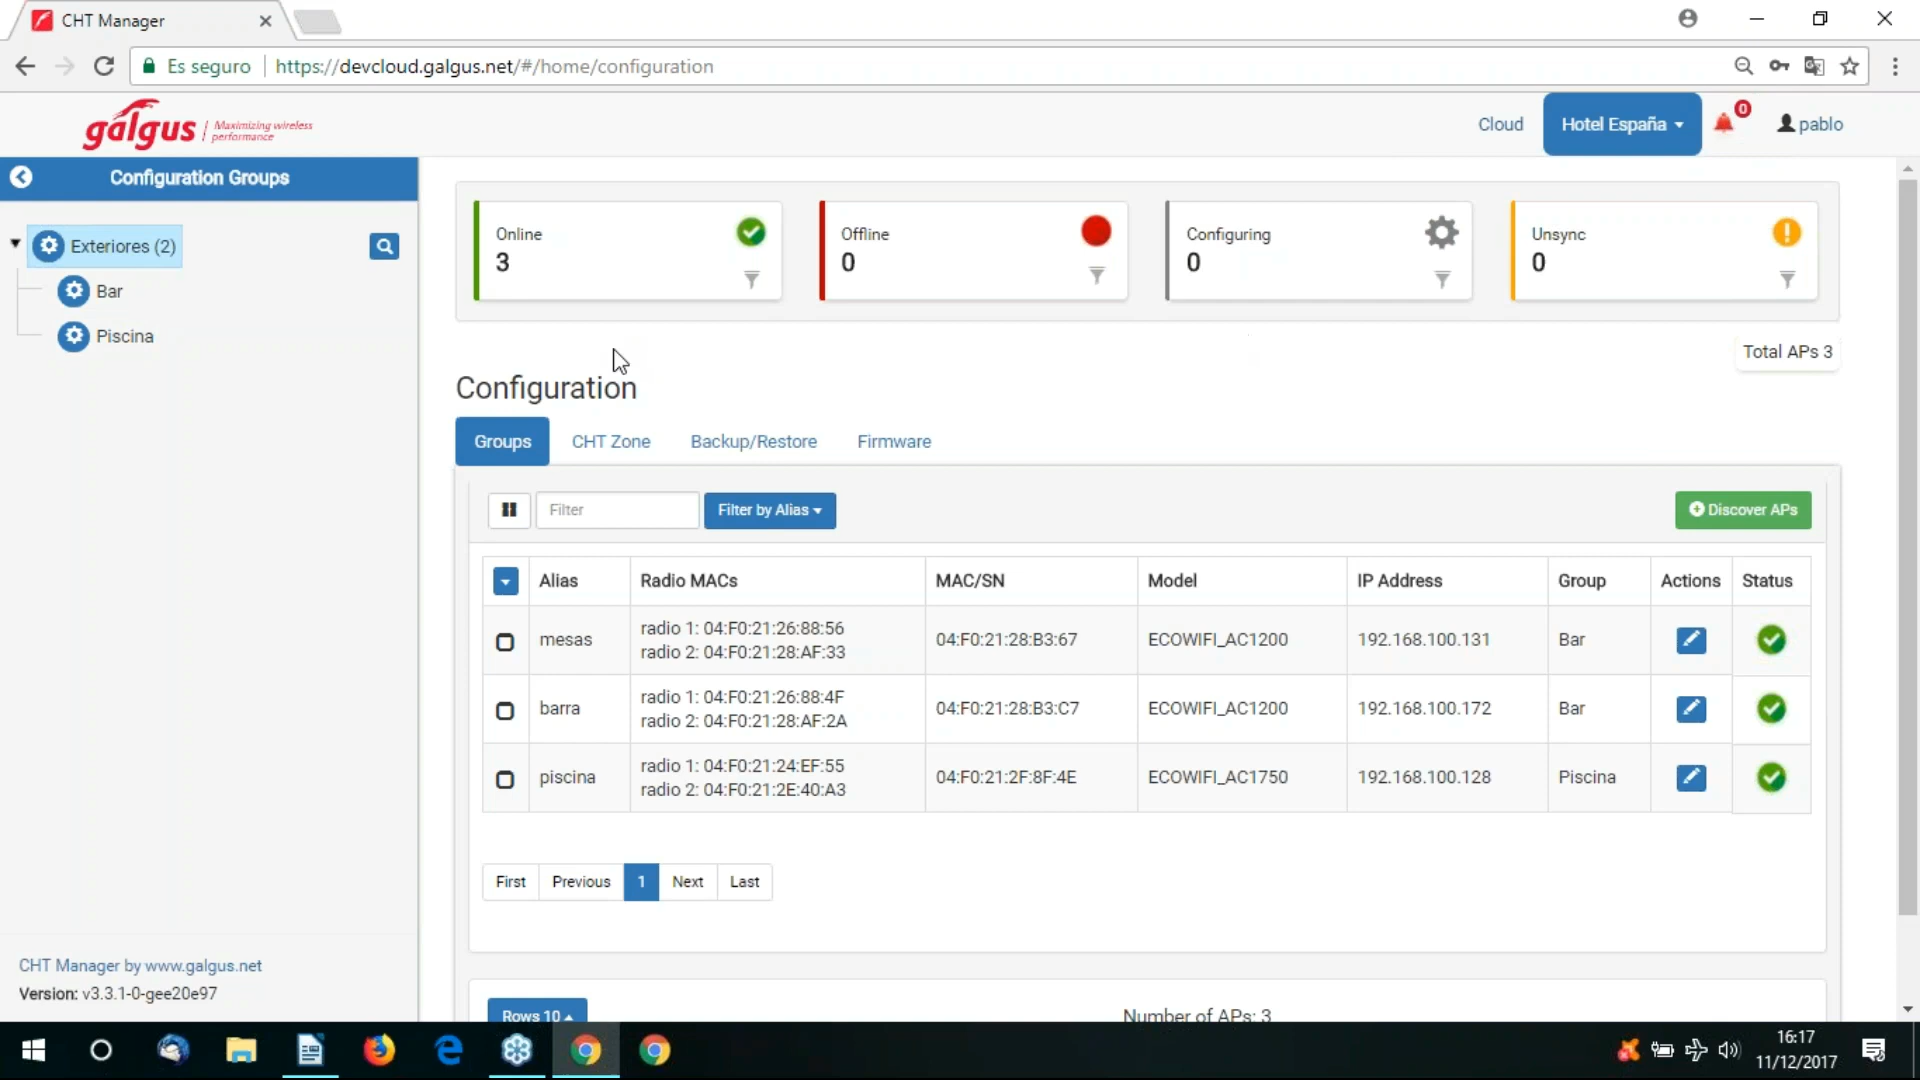 CHT Manager
Es seguro
https://devcloud.galgus.net/#/home/configuration
galgus
Maximizing wireless
performance
Cloud
Hotel España
0
pablo
Configuration Groups
Exteriores (2)
Bar
Piscina
Online
3
Offline
0
Configuring
0
Unsync
0
Total APs 3
Configuration
Groups
CHT Zone
Backup/Restore
Firmware
Filter
Filter by Alias
Discover APs
Alias
Radio MACs
MAC/SN
Model
IP Address
Group
Actions
Status
mesas
radio 1: 04:F0:21:26:88:56
radio 2: 04:F0:21:28:AF:33
04:F0:21:28:B3:67
ECOWIFI_AC1200
192.168.100.131
Bar
barra
radio 1: 04:F0:21:26:88:4F
radio 2: 04:F0:21:28:AF:2A
04:F0:21:28:B3:C7
ECOWIFI_AC1200
192.168.100.172
Bar
piscina
radio 1: 04:F0:21:24:EF:55
radio 2: 04:F0:21:2E:40:A3
04:F0:21:2F:8F:4E
ECOWIFI_AC1750
192.168.100.128
Piscina
First
Previous
1
Next
Last
CHT Manager by www.galgus.net
Version: v3.3.1-0-gee20e97
Rows 10
Number of APs: 3
16:17
11/12/2017